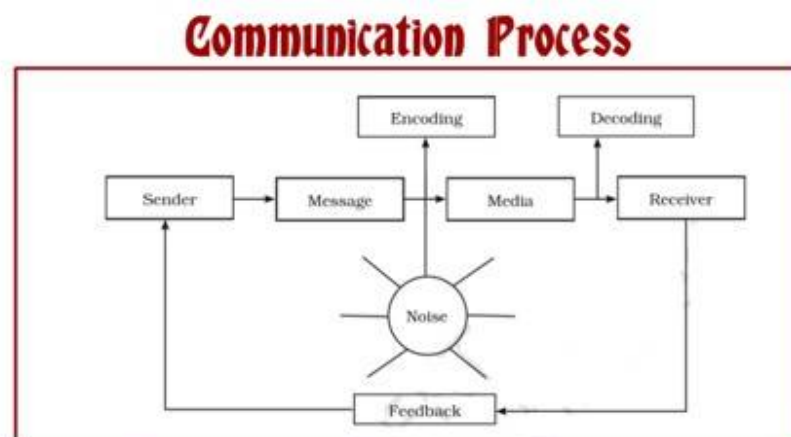 Communication Process
Encoding
Decoding
Sender
Message
Media
Receiver
Noise
Feedback